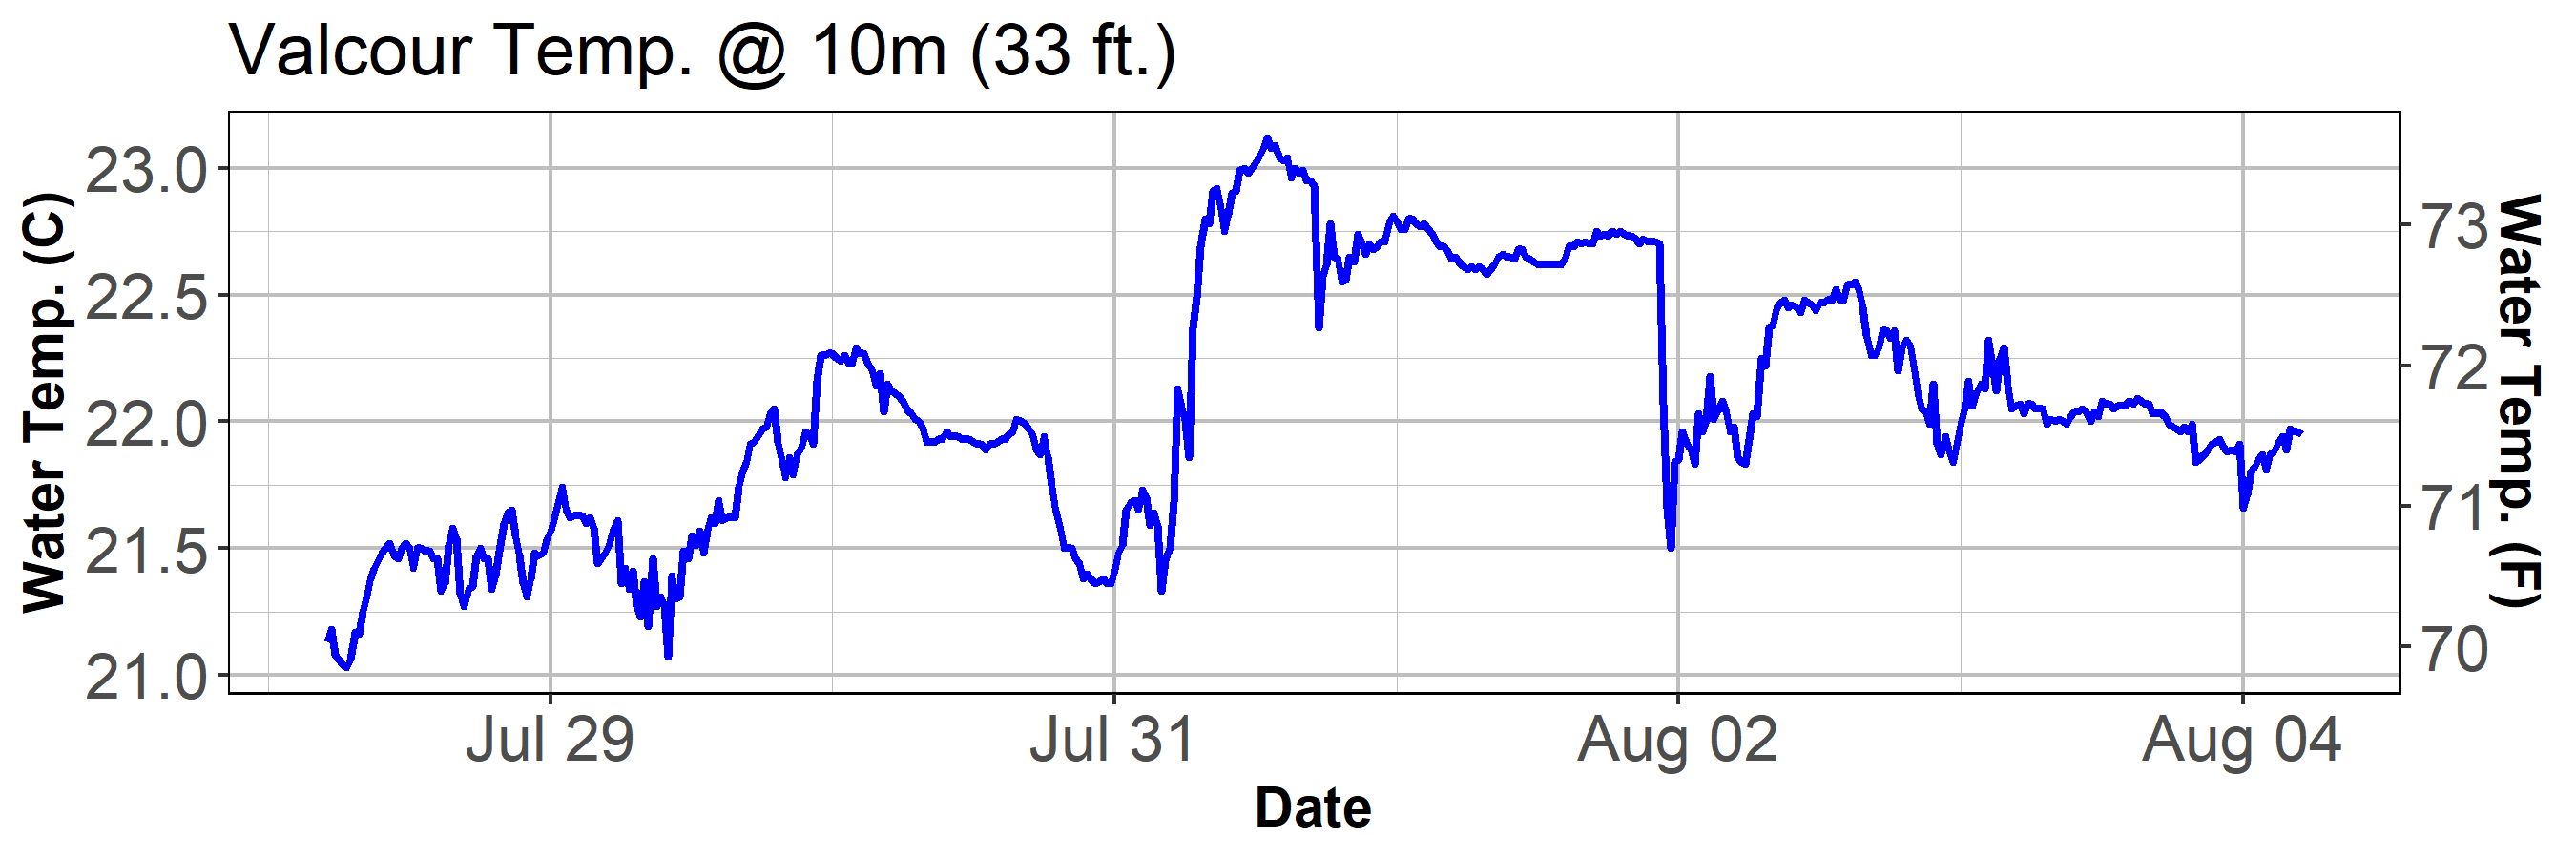 Valcour Temp. @ 10m (33 ft.)
Water Temp. (C)
23.0
22.5
22.0
21.5
21.0
73
72
71
70
Water Temp. (F)
Jul 29
Jul 31
Aug 02
Aug 04
Date